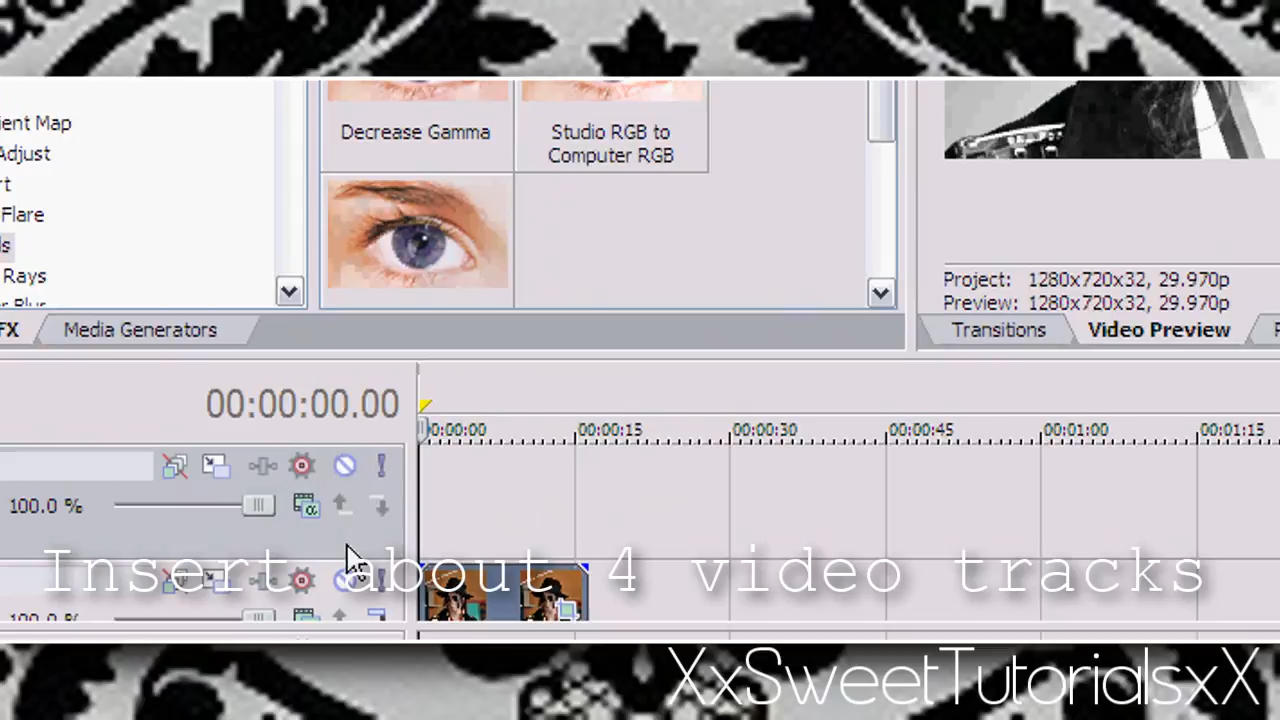 ient Map
Adjust
rt
Flare
ls
Rays
Decrease Gamma
Studio RGB to
Computer RGB
Project: 1280x720x32, 29.970p
Preview: 1280x720x32, 29.970p
FX
Media Generators
Transitions
Video Preview
00:00:00.00
0:00:00
00:00:15
00:00:30
00:00:45
00:01:00
00:01:15
100.0 %
Insert about 4 video tracks
100.0 %
XxSweetTutorialsxX